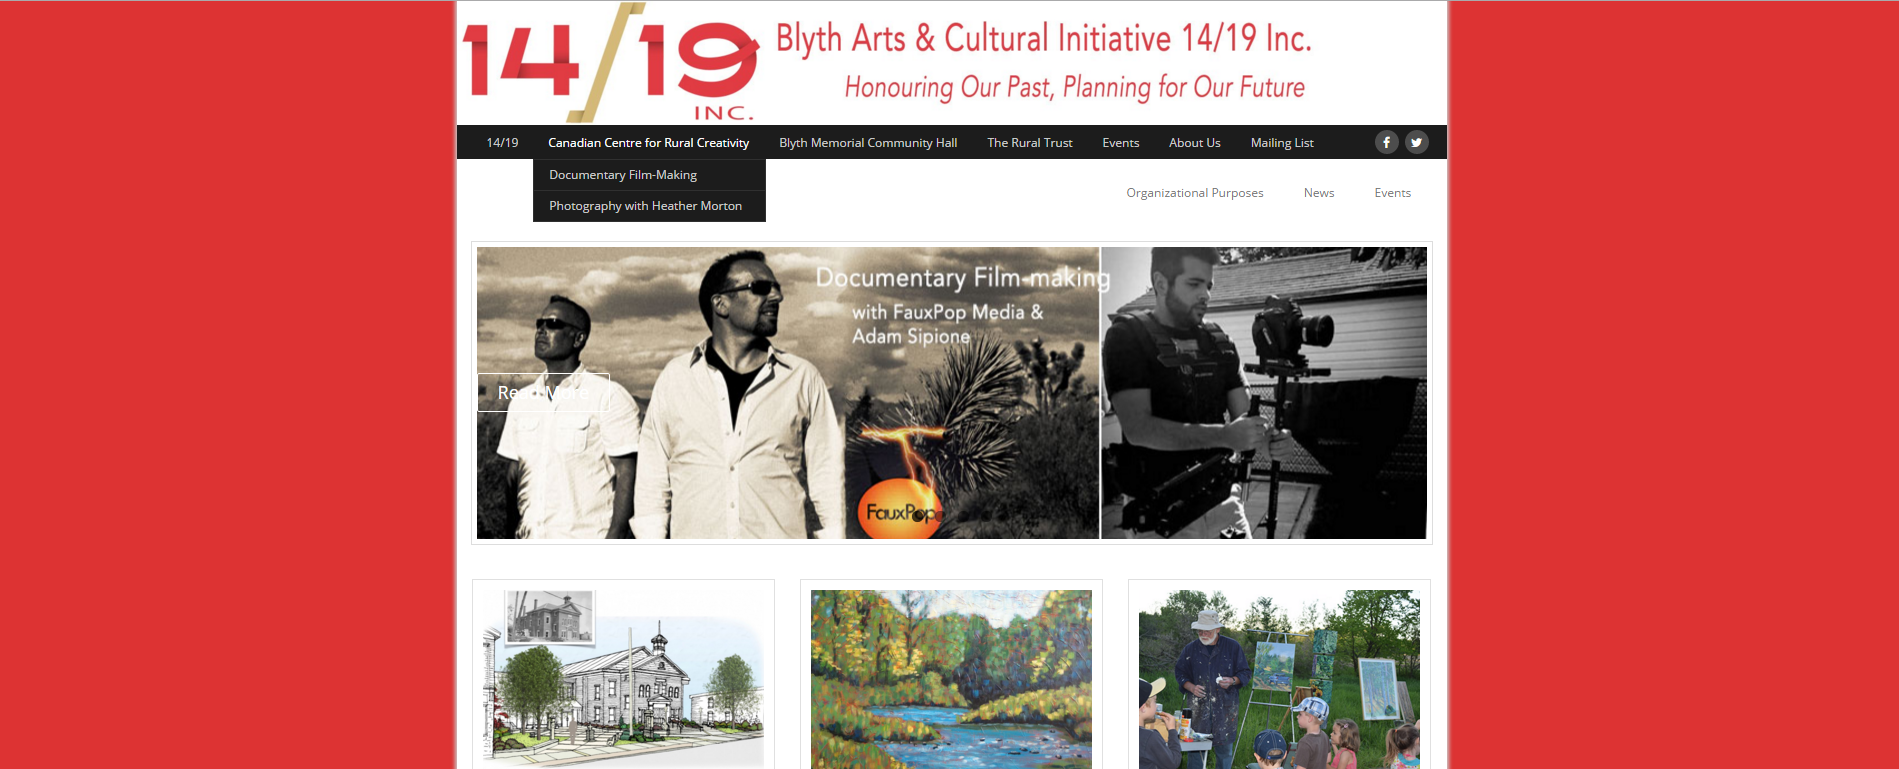 14/19 INC.
Blyth Arts & Cultural Initiative 14/19 Inc.
Honouring Our Past, Planning for Our Future
14/19 Canadian Centre for Rural Creativity Blyth Memorial Community Hall The Rural Trust Events About Us Mailing List
Documentary Film-Making
Photography with Heather Morton
Organizational Purposes News Events
Documentary Film-making
with FauxPop Media &
Adam Sipione
Read More
FauxPop